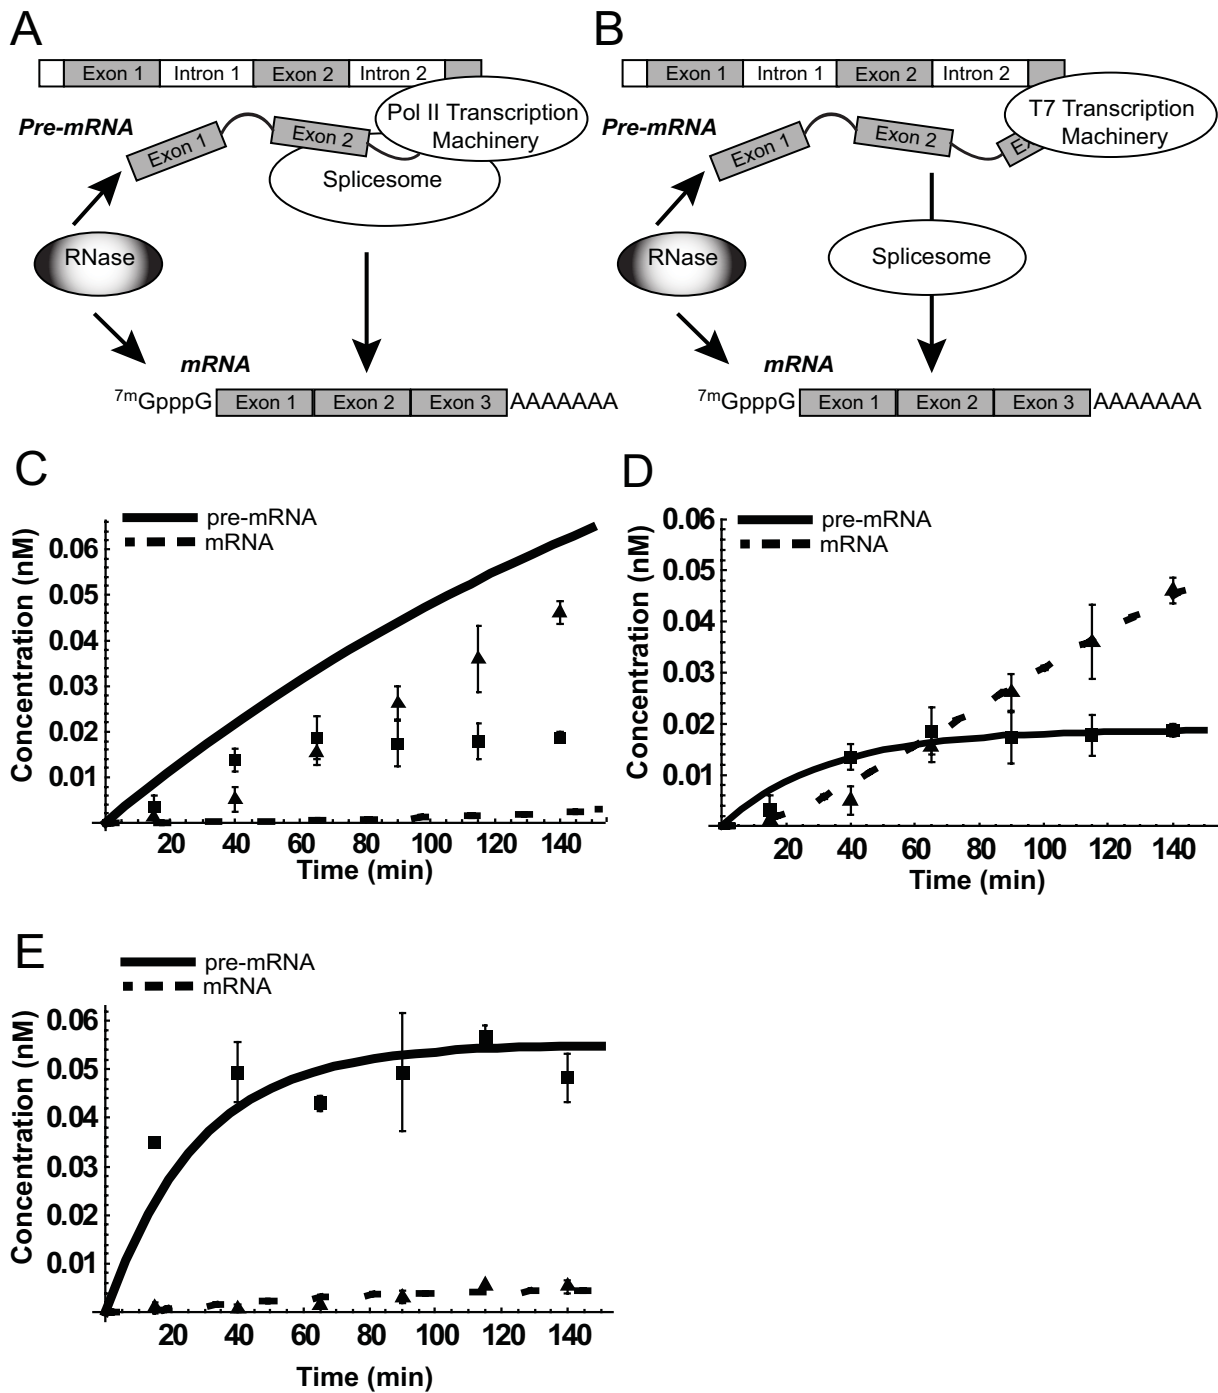 A
Exon 1 Intron 1 Exon 2 Intron 2
Pol II Transcription
Machinery
Pre-mRNA
Exon 1
Exon 2
Splicesome
RNase
mRNA
7mGpppG Exon 1 Exon 2 Exon 3 AAAAAAA
B
Exon 1 Intron 1 Exon 2 Intron 2
T7 Transcription
Machinery
Pre-mRNA
Exon 1
Exon 2
Ex
RNase
Splicesome
mRNA
7mGpppG Exon 1 Exon 2 Exon 3 AAAAAAA
C
pre-mRNA
mRNA
Concentration (nM)
0.06
0.05
0.04
0.03
0.02
0.01
20 40 60 80 100 120 140
Time (min)
D
pre-mRNA
mRNA
Concentration (nM)
0.06
0.05
0.04
0.03
0.02
0.01
20 40 60 80 100 120 140
Time (min)
E
pre-mRNA
mRNA
Concentration (nM)
0.06
0.05
0.04
0.03
0.02
0.01
20 40 60 80 100 120 140
Time (min)